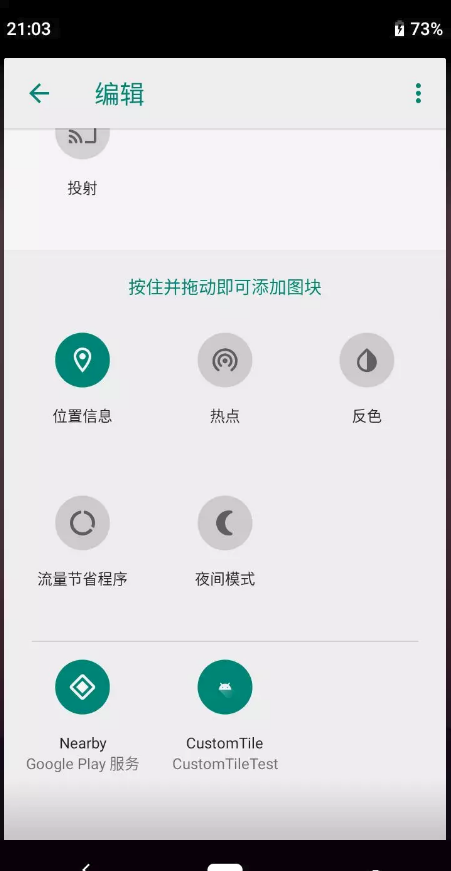 21:03
73%
编辑
投射
按住并拖动即可添加图块
位置信息
热点
反色
流量节省程序
夜间模式
Nearby
CustomTile
Google Play 服务
CustomTileTest